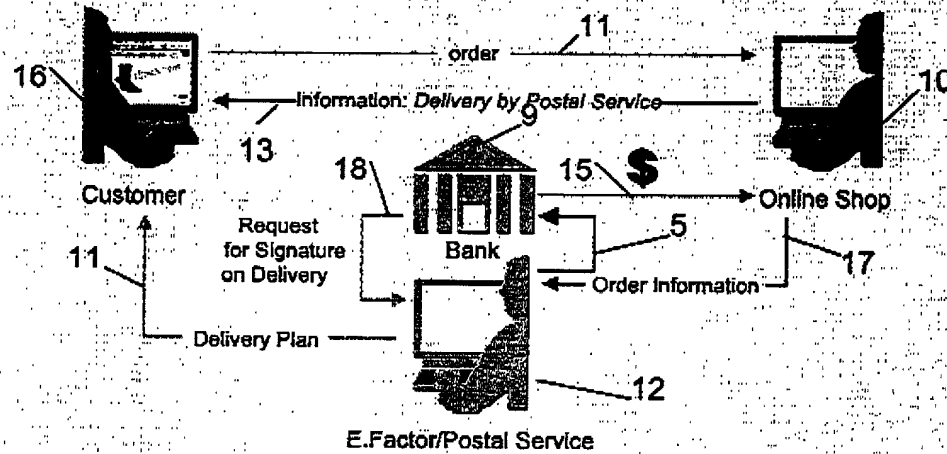 11
order
16
10
Information: Delivery by Postal Service
9
13
18
15
$
Customer
Online Shop
Request
for Signature
on Delivery
Bank
5
17
11
Order Information
Delivery Plan
12
E.Factor/Postal Service